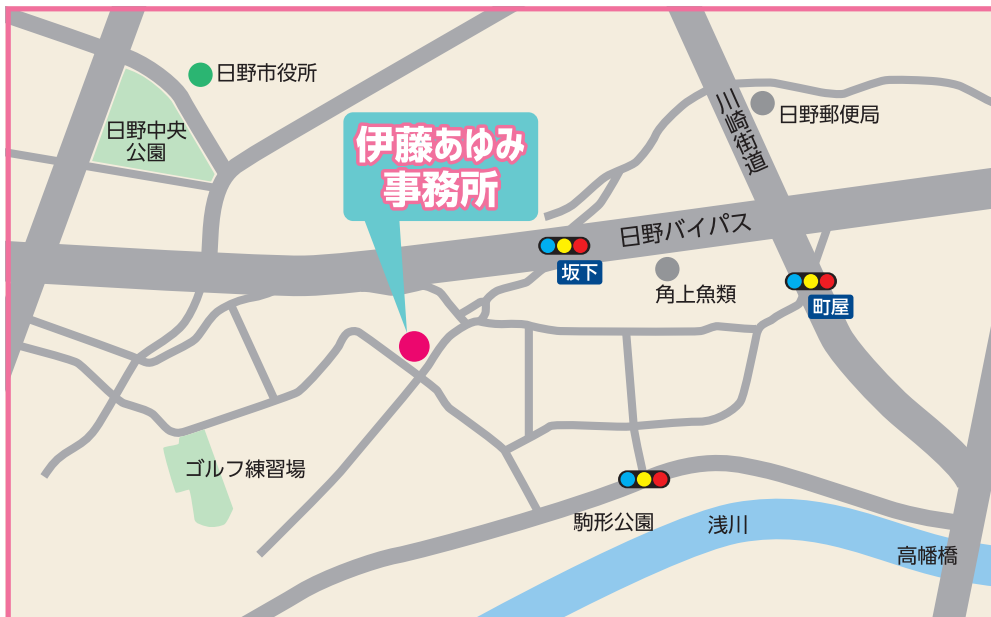 日野市役所
日野中央
公園
伊藤あゆみ
事務所
川崎街道
日野郵便局
日野バイパス
坂下
角上魚類
町屋
ゴルフ練習場
駒形公園
浅川
高幡橋